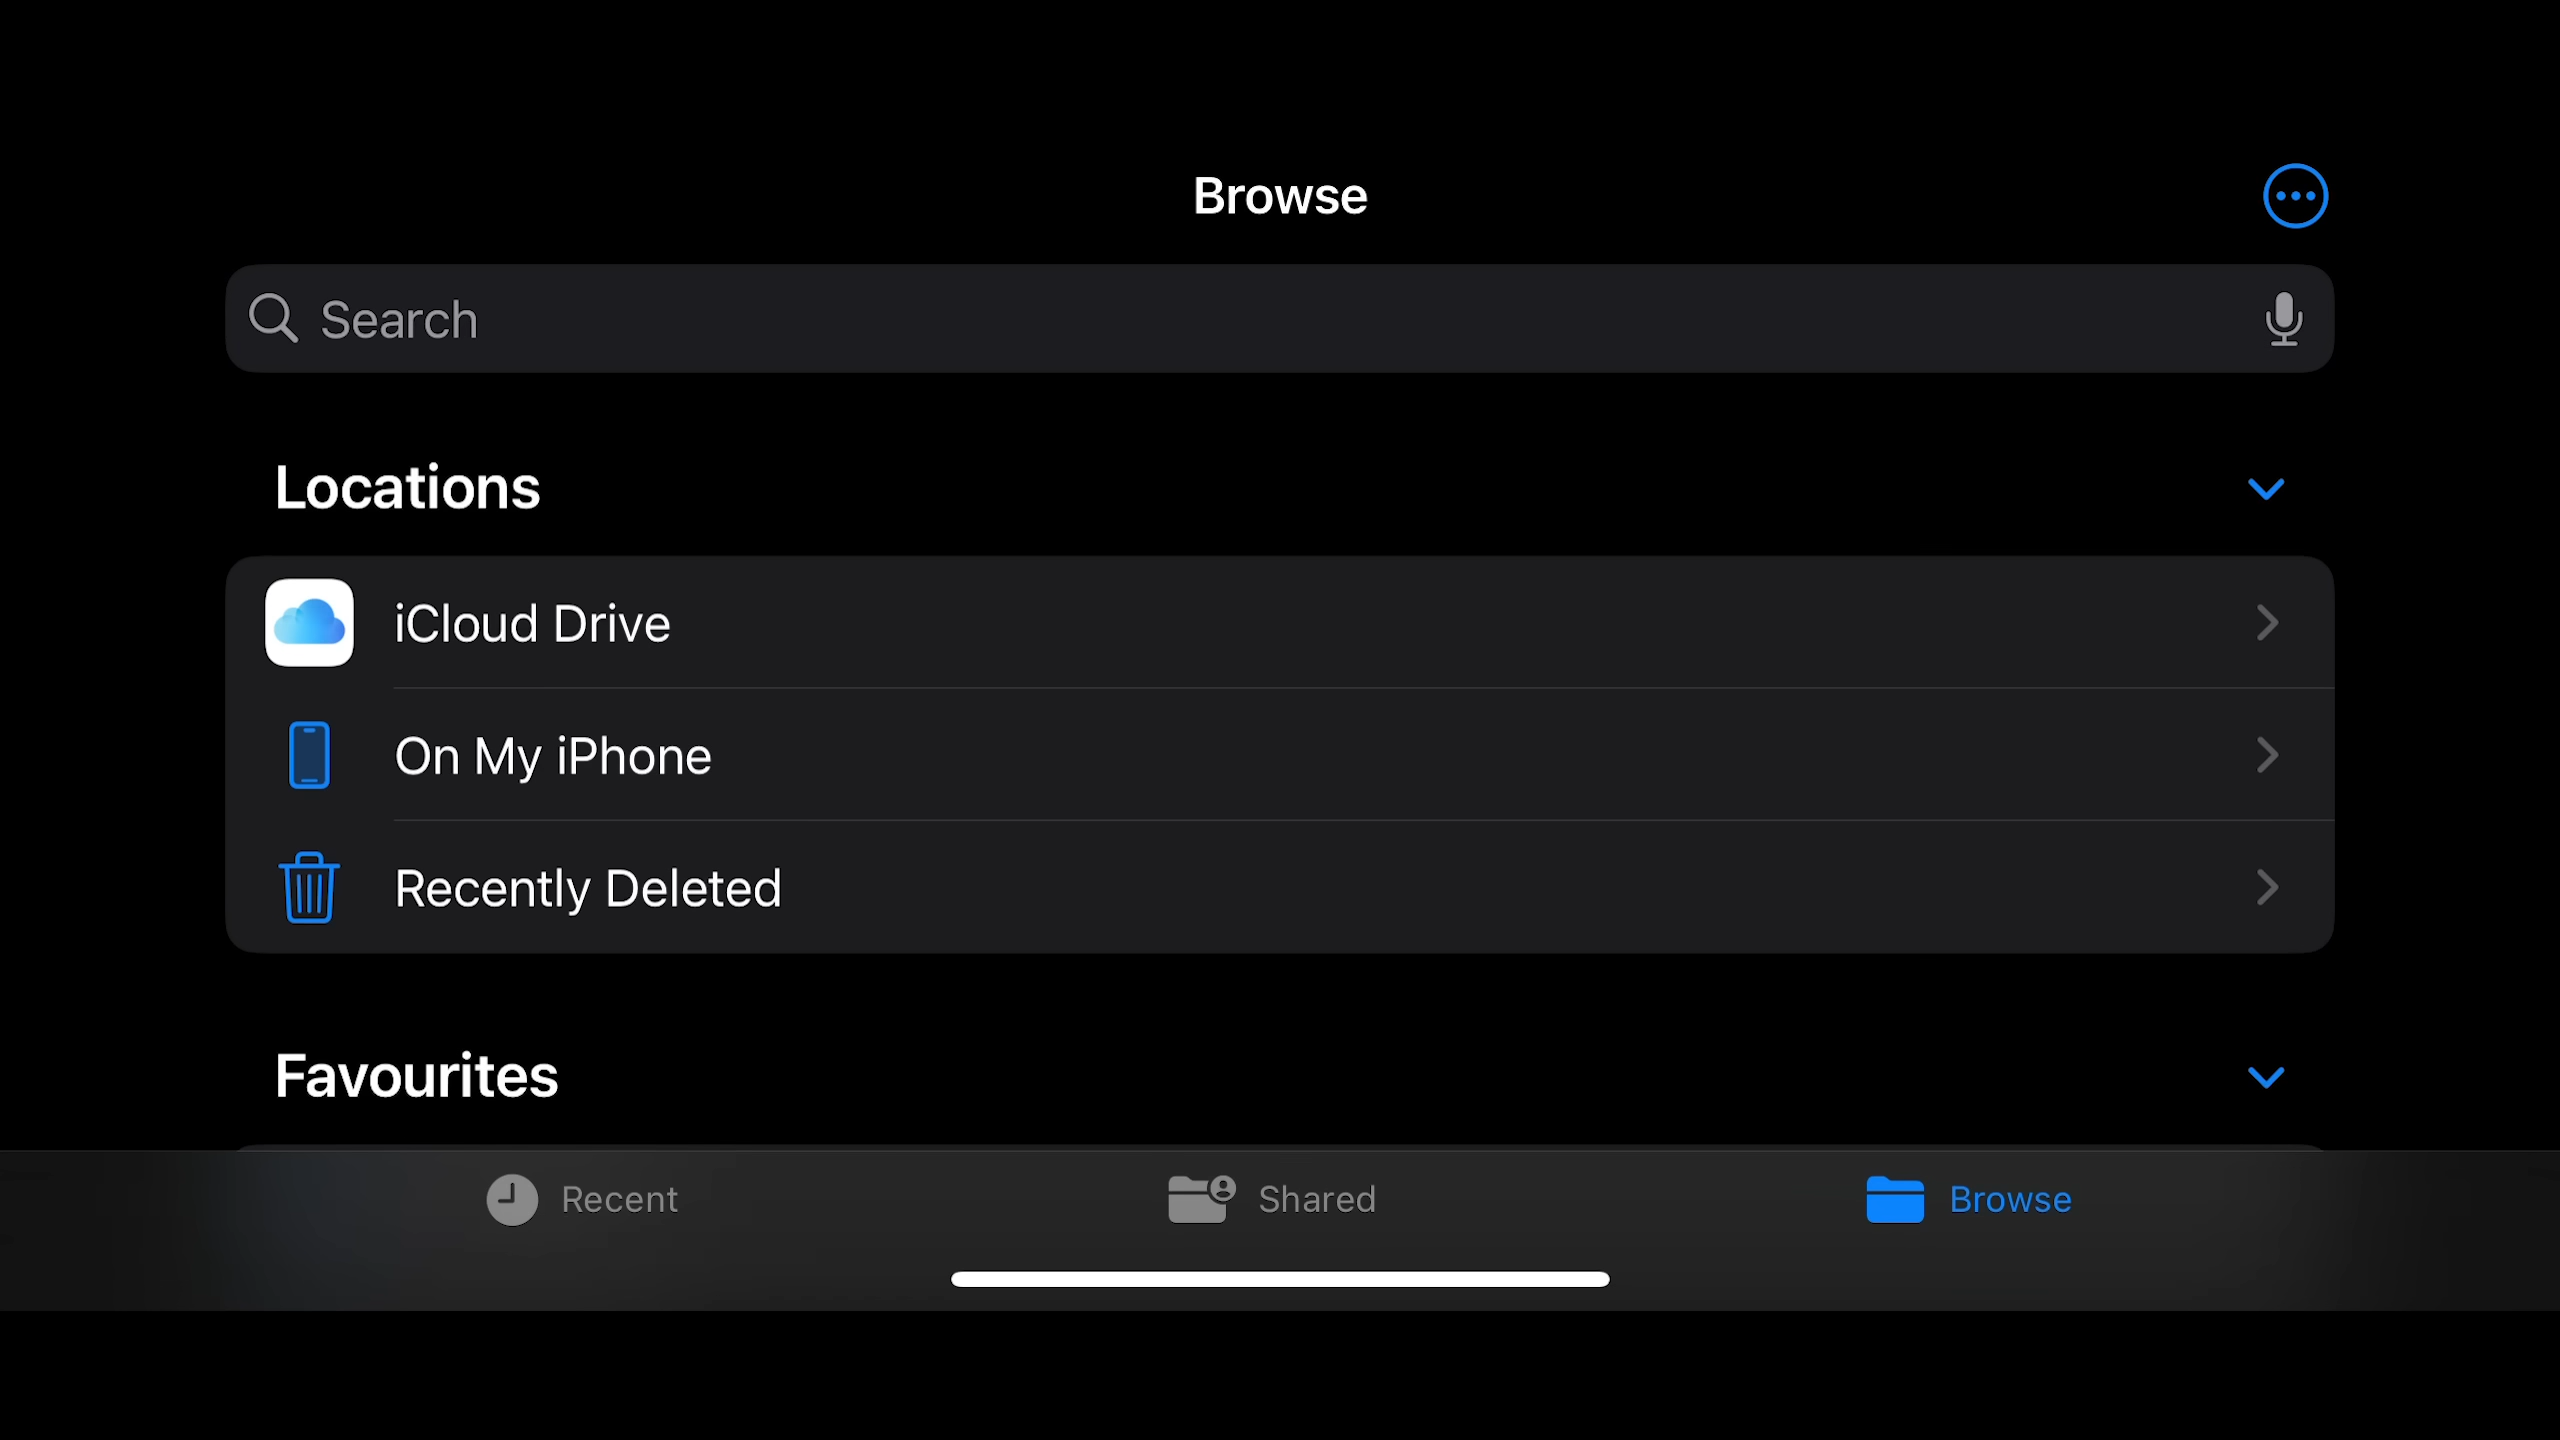 Browse
Search
Locations
iCloud Drive
On My iPhone
Recently Deleted
Favourites
Recent
Shared
Browse